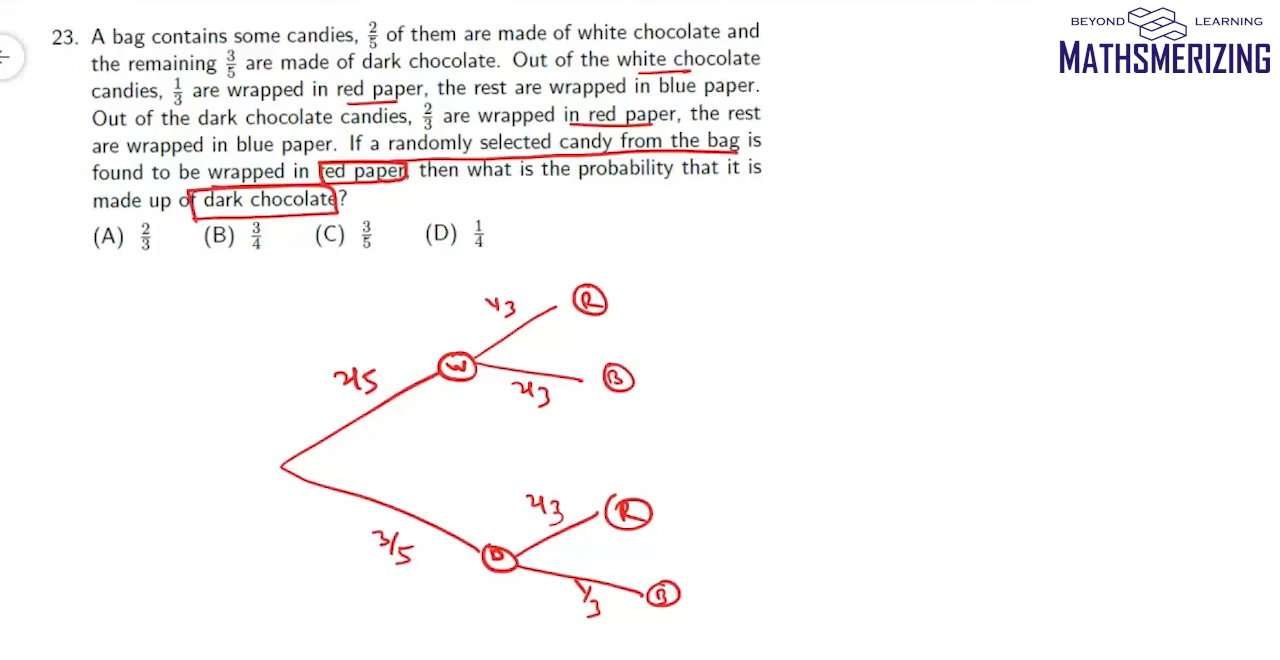 BEYOND LEARNING
MATHSMERIZING
23. A bag contains some candies, 2/5 of them are made of white chocolate and
the remaining 3/5 are made of dark chocolate. Out of the white chocolate
candies, 1/3 are wrapped in red paper, the rest are wrapped in blue paper.
Out of the dark chocolate candies, 2/3 are wrapped in red paper, the rest
are wrapped in blue paper. If a randomly selected candy from the bag is
found to be wrapped in red paper, then what is the probability that it is
made up of dark chocolate?
(A) 2/3 (B) 3/4 (C) 3/5 (D) 1/4
1/3 R
2/5 W
2/3 B
2/3 R
3/5 D
1/3 B